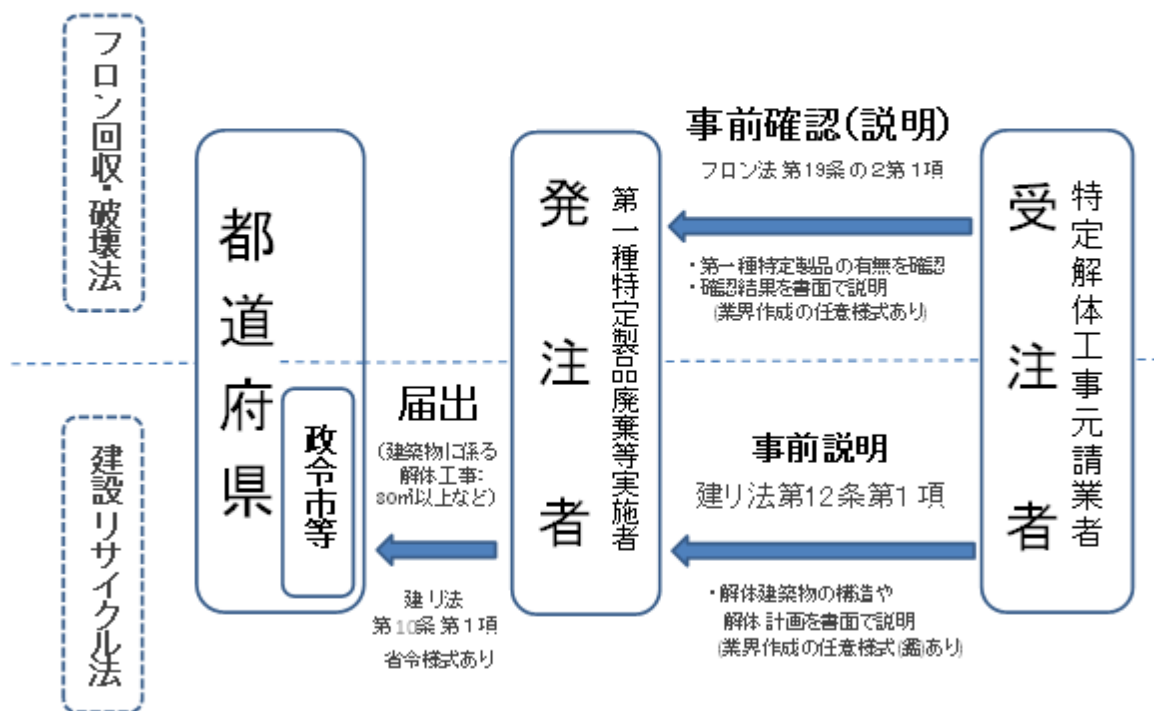 フロン回収・破壊法
建設リサイクル法
都道府県
政令市等
届出
(建築物に係る
解体工事:
80㎡以上など)
建リ法
第10条第1項
省令様式あり
発注者
第一種特定製品廃棄等実施者
事前確認(説明)
フロン法 第19条の2第1項
・第一種特定製品の有無を確認
・確認結果を書面で説明
(業界作成の任意様式あり)
事前説明
建リ法第12条第1項
・解体建築物の構造や
解体計画を書面で説明
(業界作成の任意様式(鑑)あり)
受注者
特定解体工事元請業者